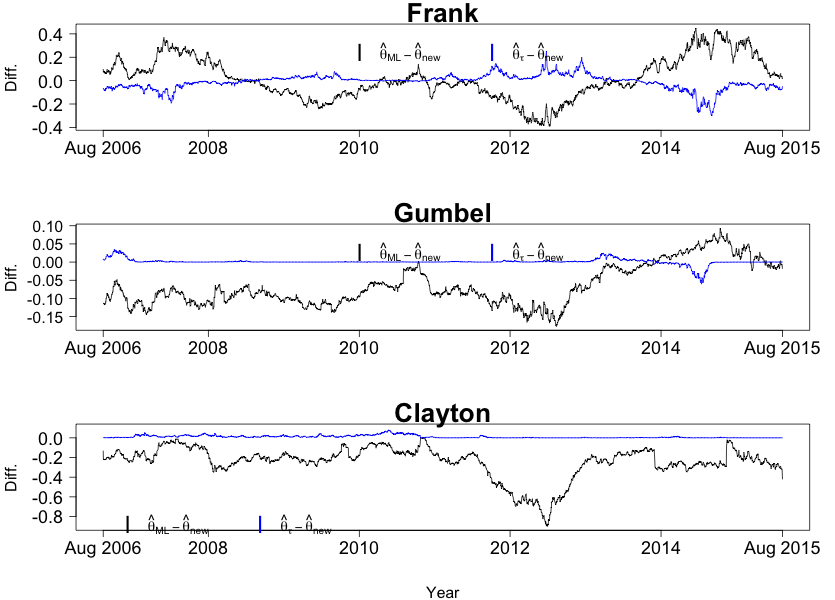 Frank
Diff.
0.4
0.2
0.0
-0.2
-0.4
θ̂ML − θ̂new
θ̂τ − θ̂new
Aug 2006 2008 2010 2012 2014 Aug 2015
Gumbel
Diff.
0.10
0.05
0.00
-0.05
-0.10
-0.15
θ̂ML − θ̂new
θ̂τ − θ̂new
Aug 2006 2008 2010 2012 2014 Aug 2015
Clayton
Diff.
0.0
-0.2
-0.4
-0.6
-0.8
θ̂ML − θ̂new
θ̂τ − θ̂new
Aug 2006 2008 2010 2012 2014 Aug 2015
Year